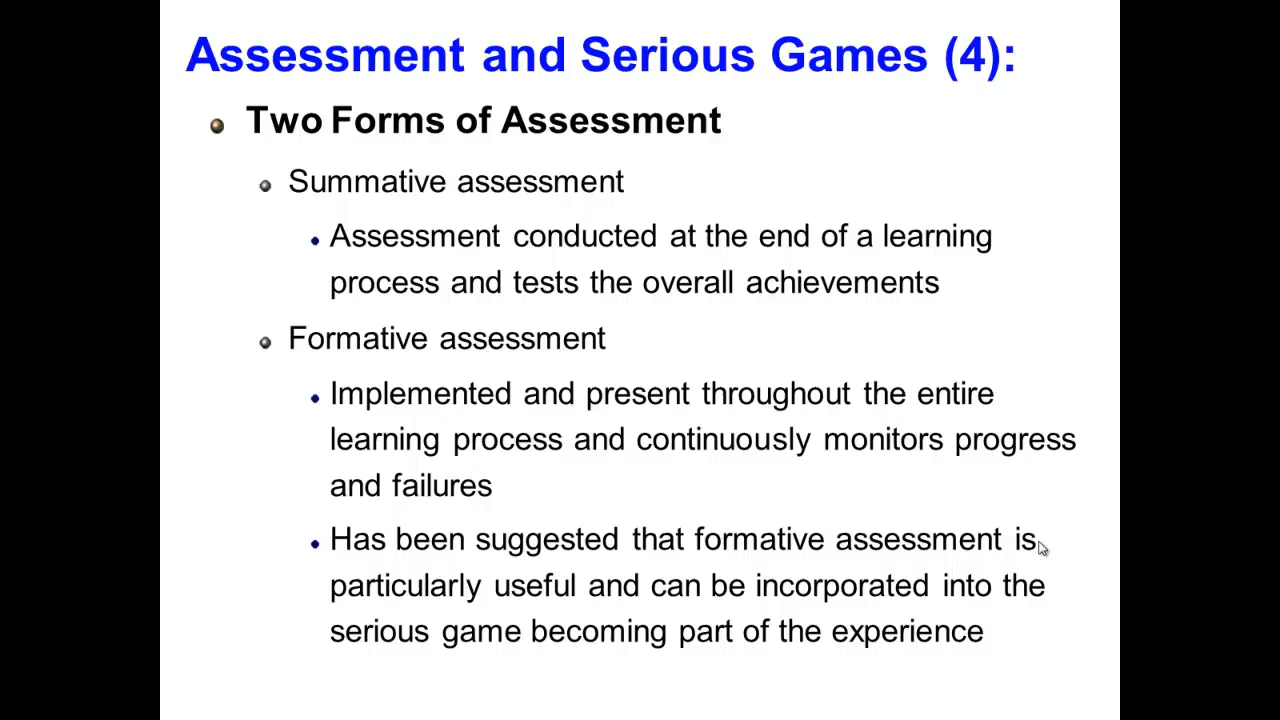 Assessment and Serious Games (4):
Two Forms of Assessment
Summative assessment
Assessment conducted at the end of a learning
process and tests the overall achievements
Formative assessment
Implemented and present throughout the entire
learning process and continuously monitors progress
and failures
Has been suggested that formative assessment is
particularly useful and can be incorporated into the
serious game becoming part of the experience